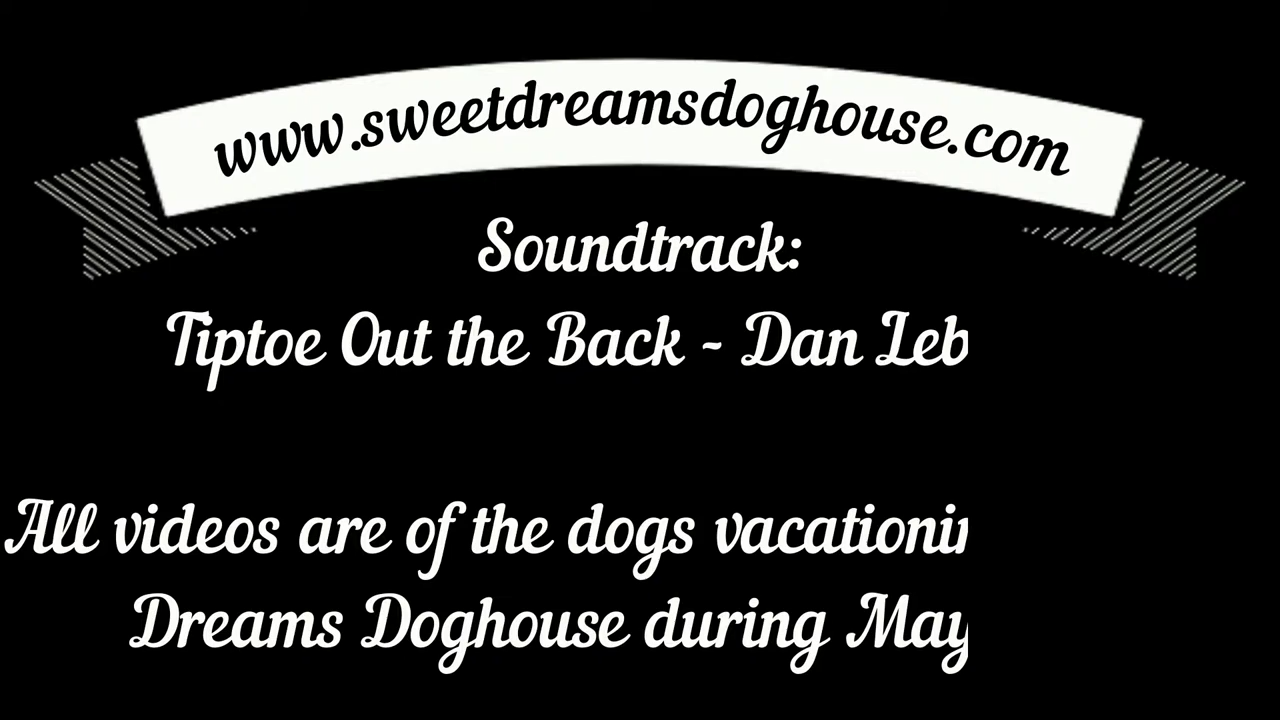 www.sweetdreamsdoghouse.com
Soundtrack:
Tiptoe Out the Back - Dan Leb
All videos are of the dogs vacationin
Dreams Doghouse during May